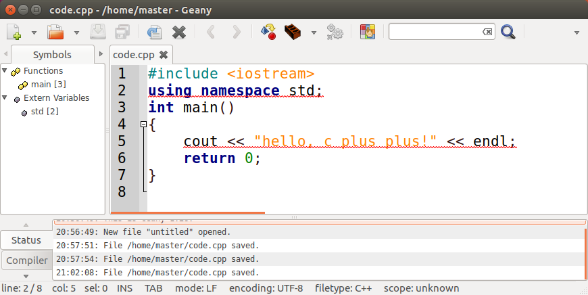 code.cpp - /home/master - Geany
Symbols
Functions
main [3]
Extern Variables
std [2]
code.cpp
1 #include <iostream>
2 using namespace std;
3 int main()
4 {
5 cout << "hello, c plus plus!" << endl;
6 return 0;
7 }
8
Status
Compiler
20:56:49: New file "untitled" opened.
20:57:51: File /home/master/code.cpp saved.
20:57:54: File /home/master/code.cpp saved.
21:02:08: File /home/master/code.cpp saved.
line: 2 / 8 col: 5 sel: 0 INS TAB mode: LF encoding: UTF-8 filetype: C++ scope: unknown